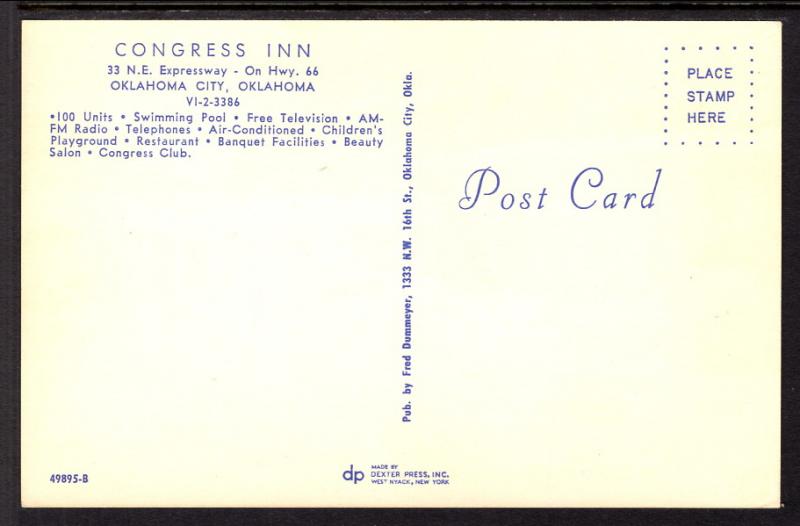 CONGRESS INN
33 N.E. Expressway - On Hwy. 66
OKLAHOMA CITY, OKLAHOMA
VI-2-3386
•100 Units • Swimming Pool • Free Television • AM-
FM Radio • Telephones • Air-Conditioned • Children's
Playground • Restaurant • Banquet Facilities • Beauty
Salon • Congress Club.
Pub. by Fred Dummeyer, 1333 N.W. 16th St., Oklahoma City, Okla.
PLACE
STAMP
HERE
Post Card
49895-B
dp
MADE BY
DEXTER PRESS, INC.
WEST NYACK, NEW YORK